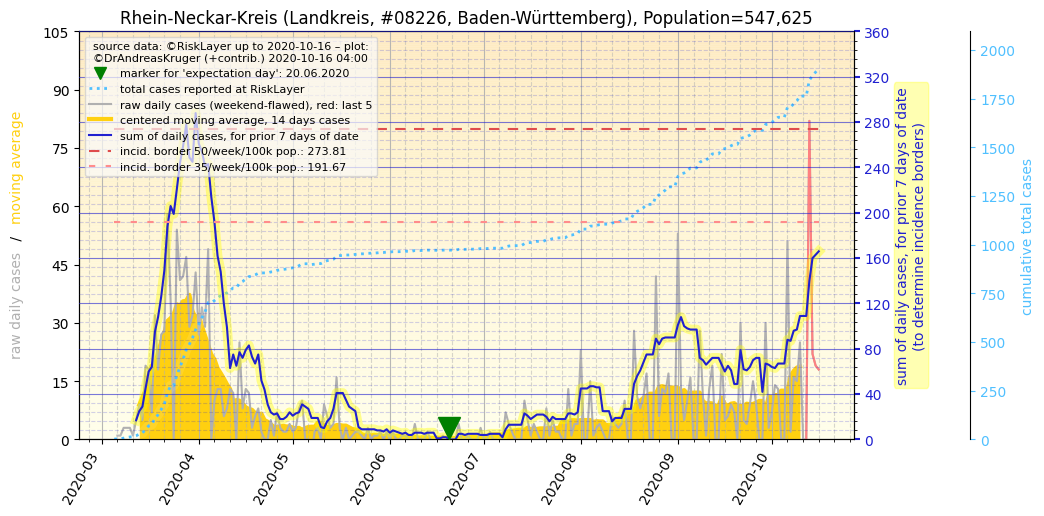 Rhein-Neckar-Kreis (Landkreis, #08226, Baden-Württemberg), Population=547,625
source data: ©RiskLayer up to 2020-10-16 – plot:
©DrAndreasKruger (+contrib.) 2020-10-16 04:00
marker for 'expectation day': 20.06.2020
total cases reported at RiskLayer
raw daily cases (weekend-flawed), red: last 5
centered moving average, 14 days cases
sum of daily cases, for prior 7 days of date
incid. border 50/week/100k pop.: 273.81
incid. border 35/week/100k pop.: 191.67
raw daily cases / moving average
105
90
75
60
45
30
15
0
360
320
280
240
200
160
120
80
40
0
sum of daily cases, for prior 7 days of date
(to determine incidence borders)
2000
1750
1500
1250
1000
750
500
250
0
cumulative total cases
2020-03
2020-04
2020-05
2020-06
2020-07
2020-08
2020-09
2020-10